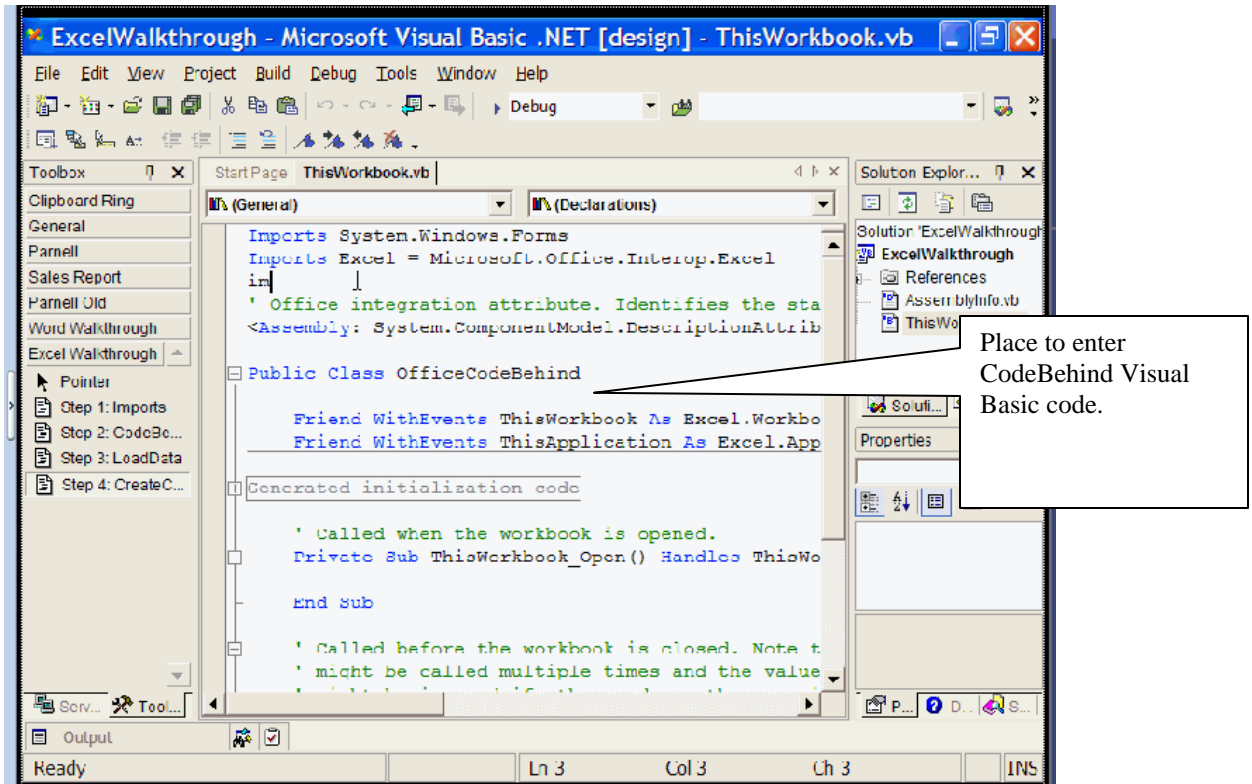 ExcelWalkthrough - Microsoft Visual Basic .NET [design] - ThisWorkbook.vb
File Edit View Project Build Debug Tools Window Help
Debug
Toolbox
Clipboard Ring
General
Parnell
Sales Report
Parnell Old
Word Walkthrough
Excel Walkthrough
Pointer
Step 1: Imports
Step 2: CodeBe...
Step 3: LoadData
Step 4: CreateC...
Serv... Tool...
Start Page ThisWorkbook.vb
(General) (Declarations)
Imports System.Windows.Forms
Imports Excel = Microsoft.Office.Interop.Excel
im
' Office integration attribute. Identifies the sta
<Assembly: System.ComponentModel.DescriptionAttrib
Public Class OfficeCodeBehind
Friend WithEvents ThisWorkbook As Excel.Workbo
Friend WithEvents ThisApplication As Excel.App
Generated initialization code
' Called when the workbook is opened.
Private Sub ThisWorkbook_Open() Handles ThisWo
End Sub
' Called before the workbook is closed. Note t
' might be called multiple times and the value
Solution Explor...
Solution 'ExcelWalkthrough
ExcelWalkthrough
References
AssemblyInfo.vb
ThisWo
Place to enter
CodeBehind Visual
Basic code.
Soluti...
Properties
P... D.. S...
Output
Ready Ln 3 Col 3 Ch 3 INS